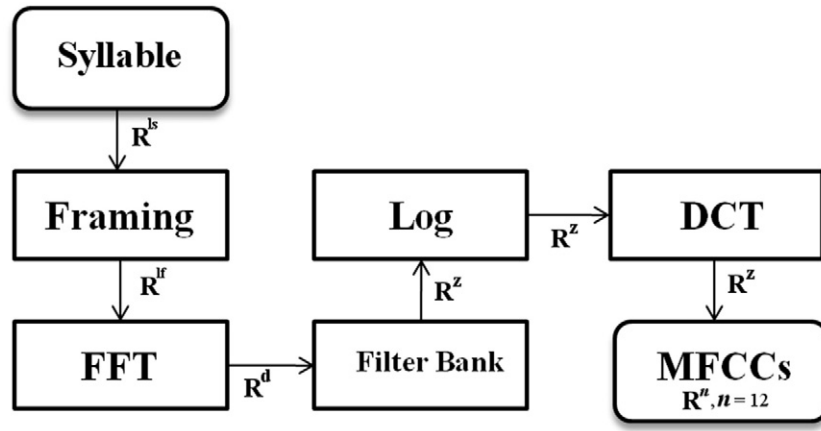 Syllable
R^ls
Framing
R^lf
FFT
R^d
Filter Bank
R^z
Log
R^z
DCT
R^z
MFCCs
R^n, n = 12